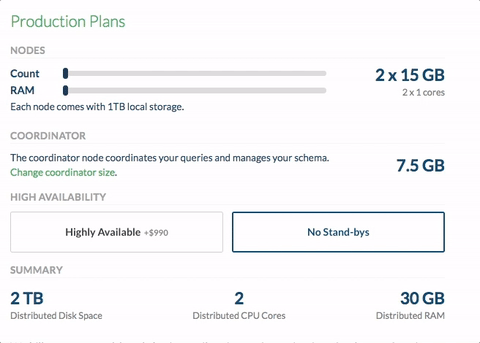 Production Plans
NODES
Count
2 x 15 GB
RAM
2 x 1 cores
Each node comes with 1TB local storage.
COORDINATOR
The coordinator node coordinates your queries and manages your schema.
7.5 GB
Change coordinator size.
HIGH AVAILABILITY
Highly Available +$990
No Stand-bys
SUMMARY
2 TB
2
30 GB
Distributed Disk Space
Distributed CPU Cores
Distributed RAM